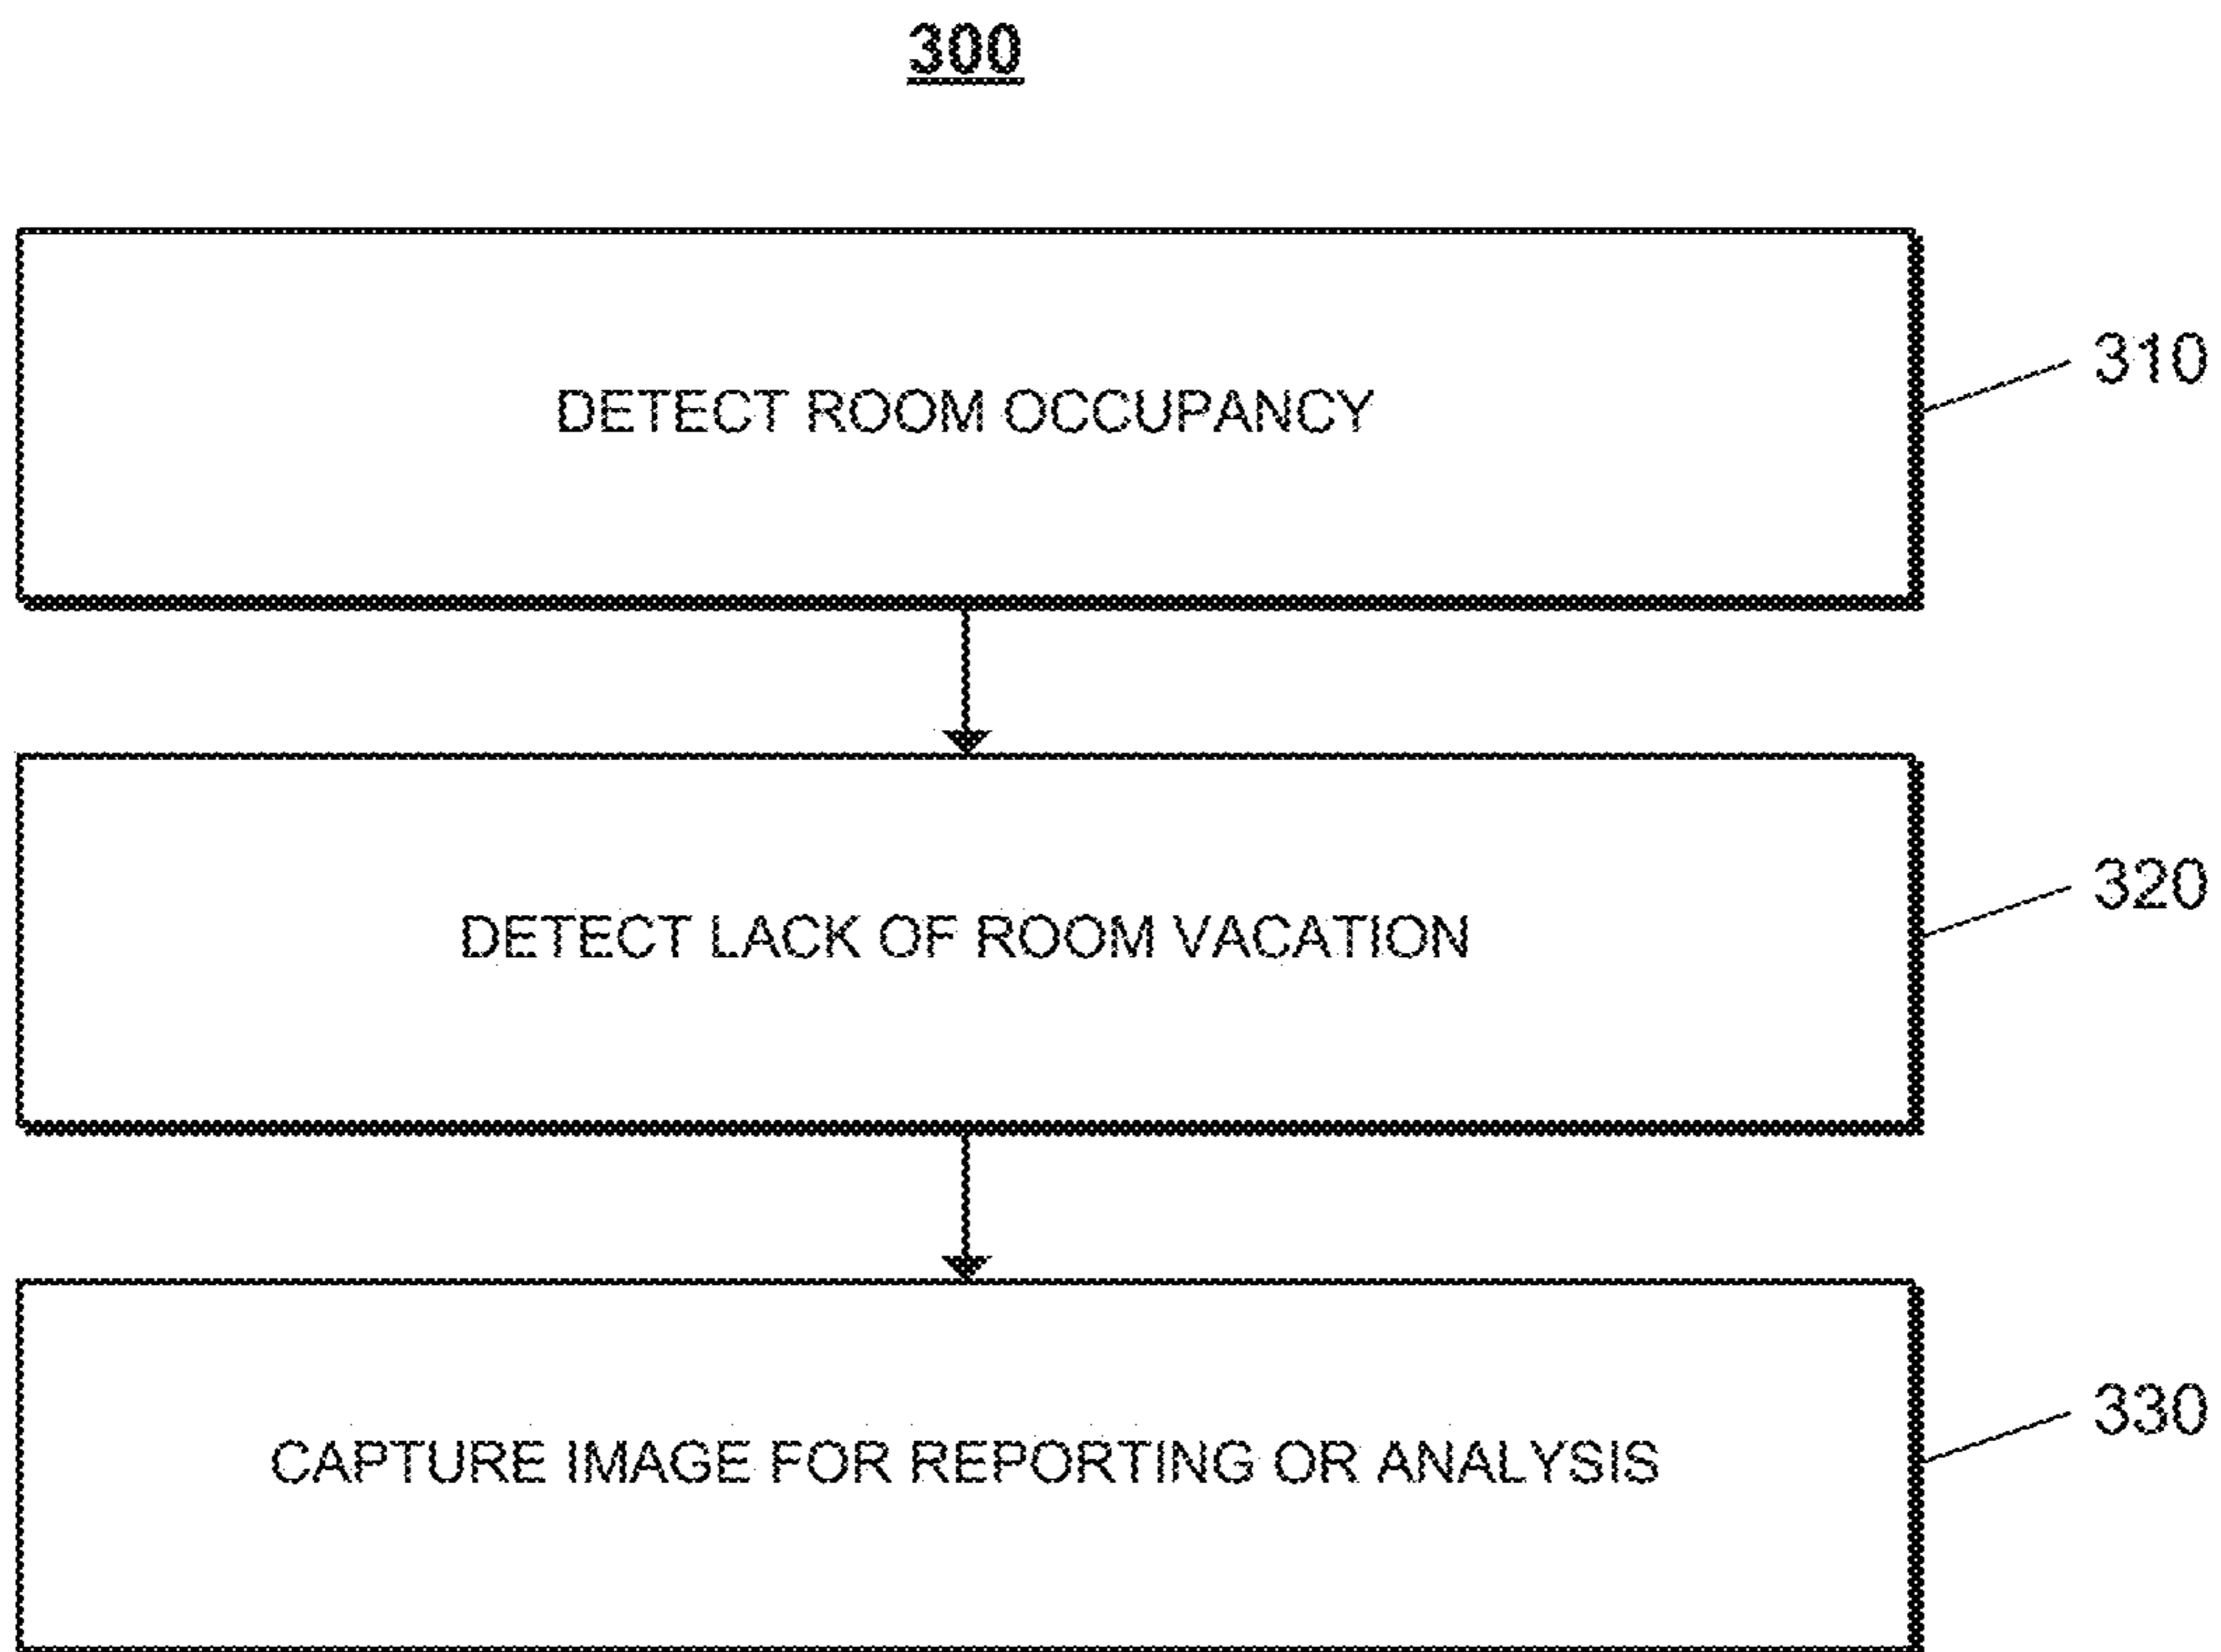 300
DETECT ROOM OCCUPANCY
310
DETECT LACK OF ROOM VACATION
320
CAPTURE IMAGE FOR REPORTING OR ANALYSIS
330